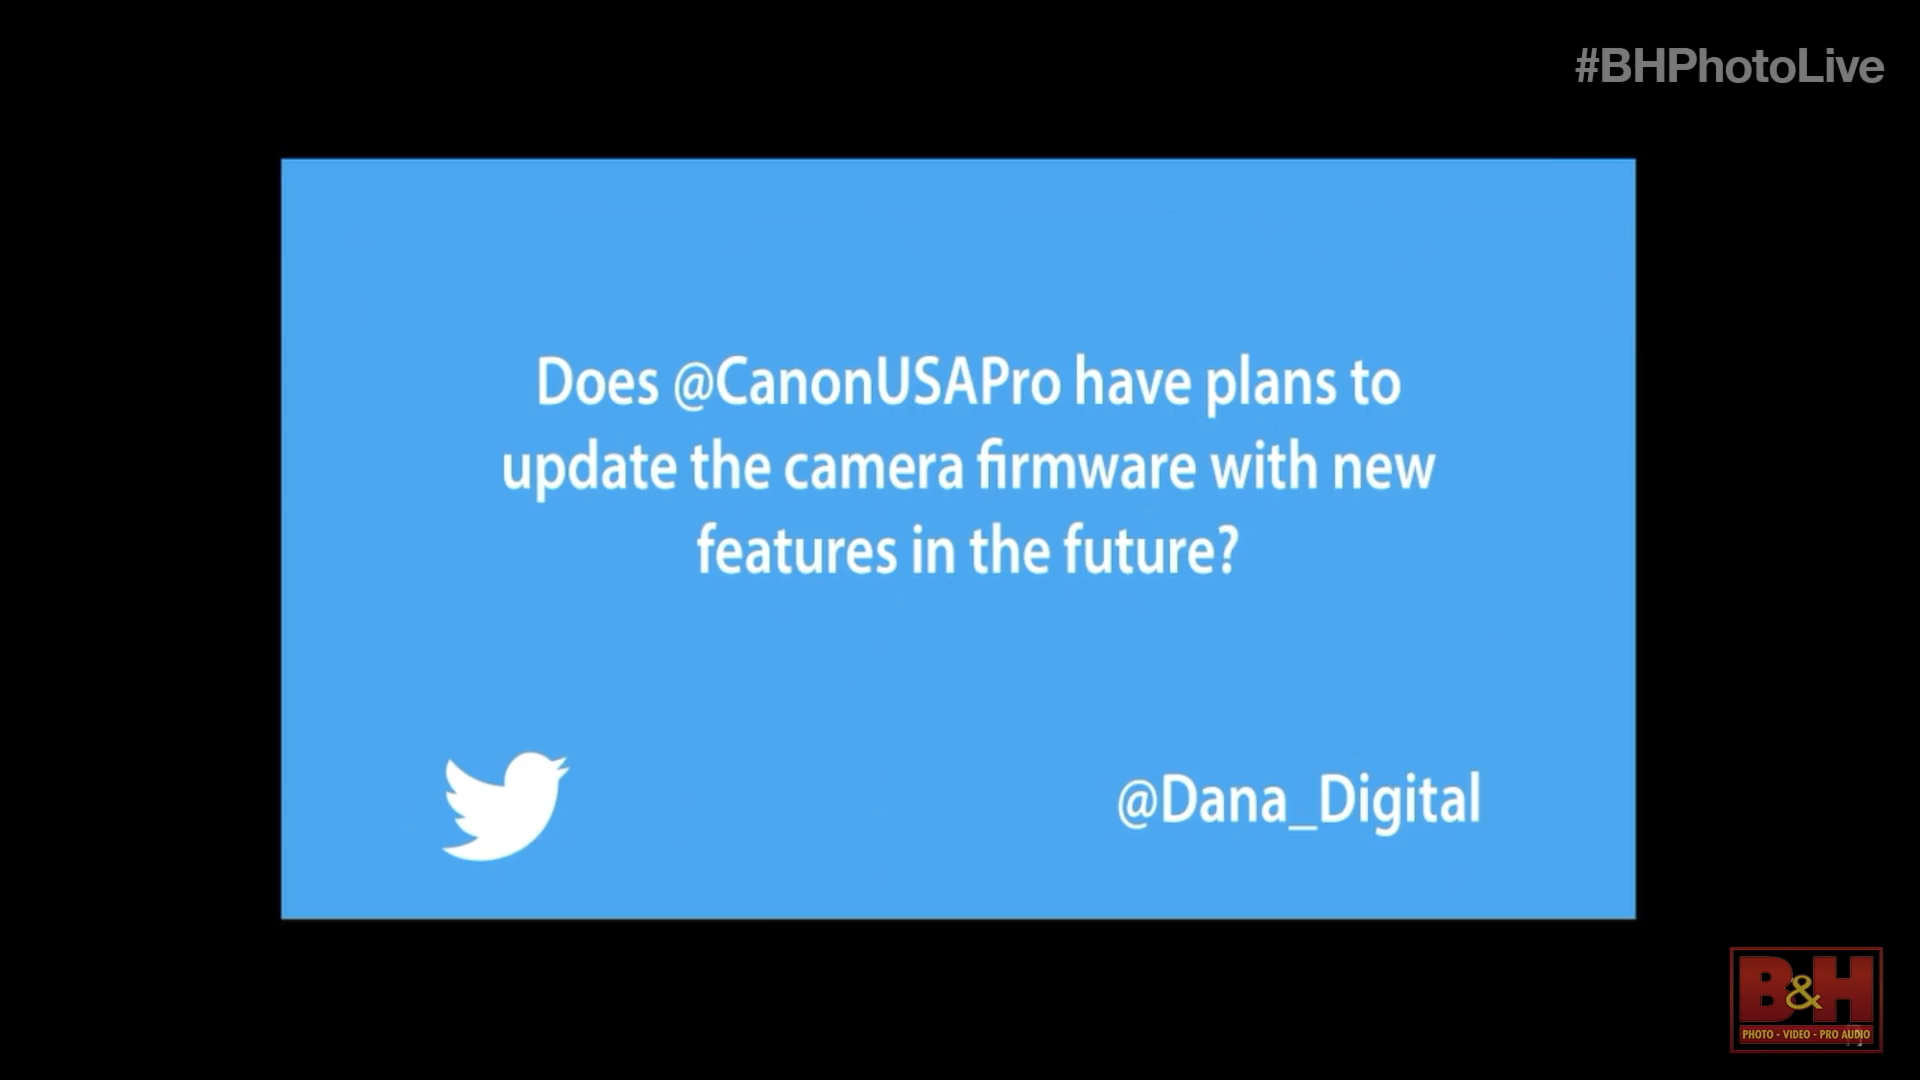 #BHPhotoLive
Does @CanonUSAPro have plans to
update the camera firmware with new
features in the future?
@Dana_Digital
B&H
PHOTO - VIDEO - PRO AUDIO